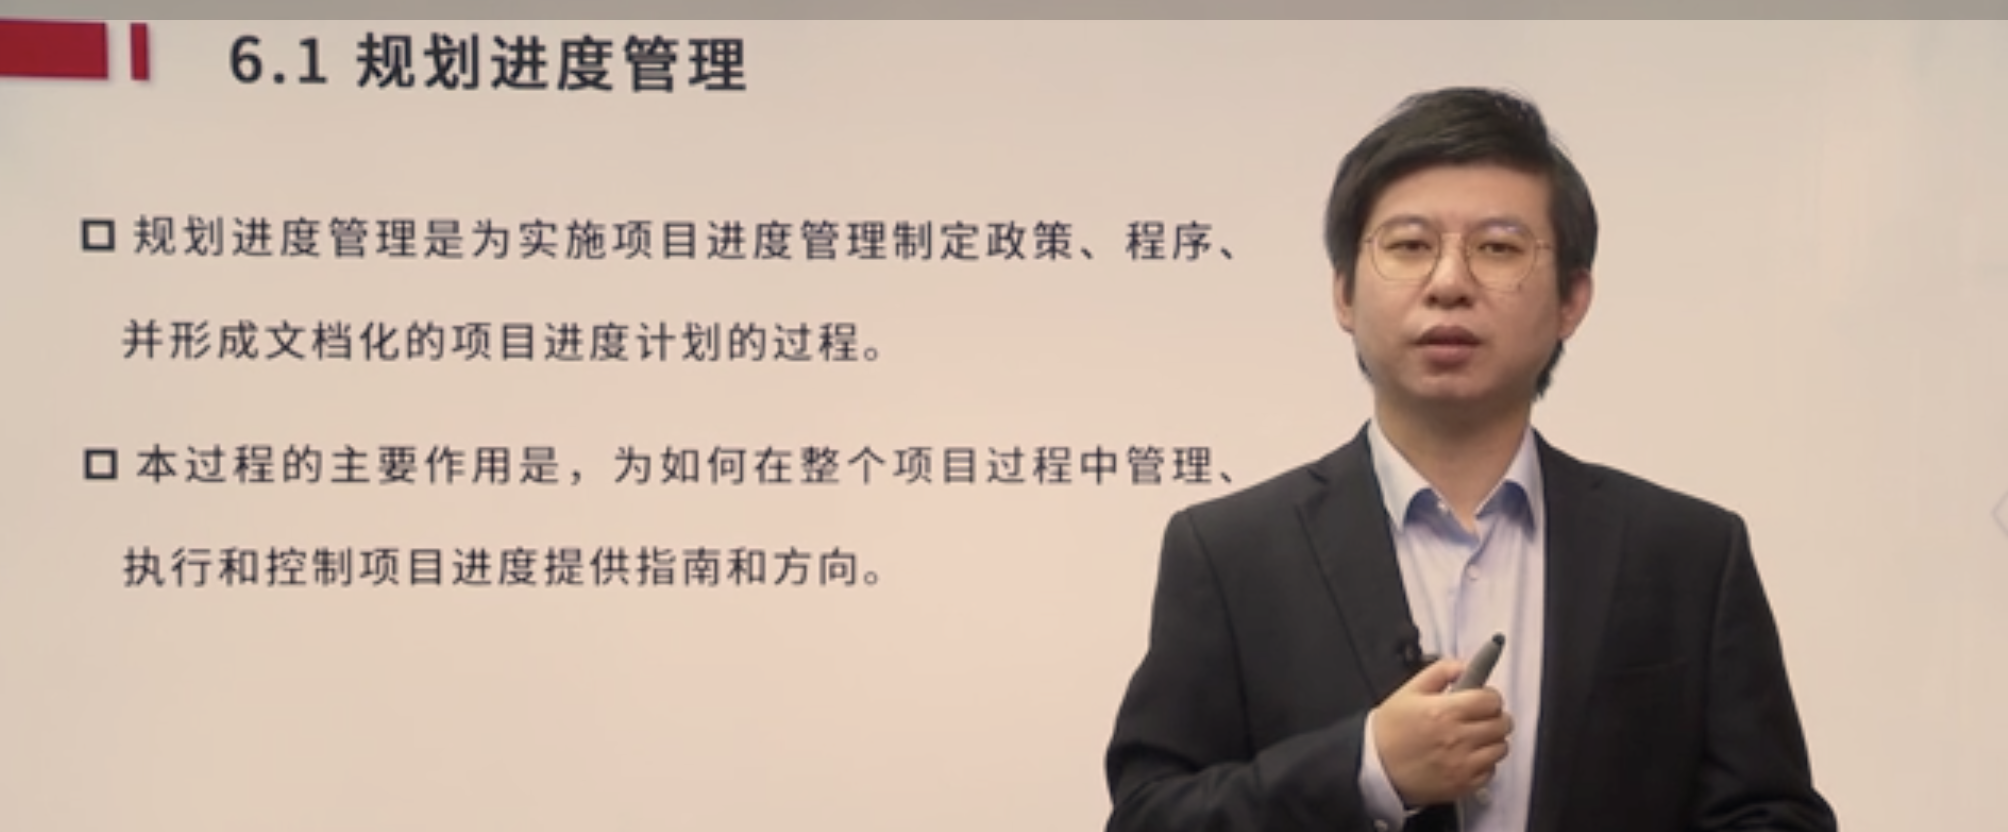 6.1 规划进度管理
规划进度管理是为实施项目进度管理制定政策、程序、
并形成文档化的项目进度计划的过程。
本过程的主要作用是，为如何在整个项目过程中管理、
执行和控制项目进度提供指南和方向。